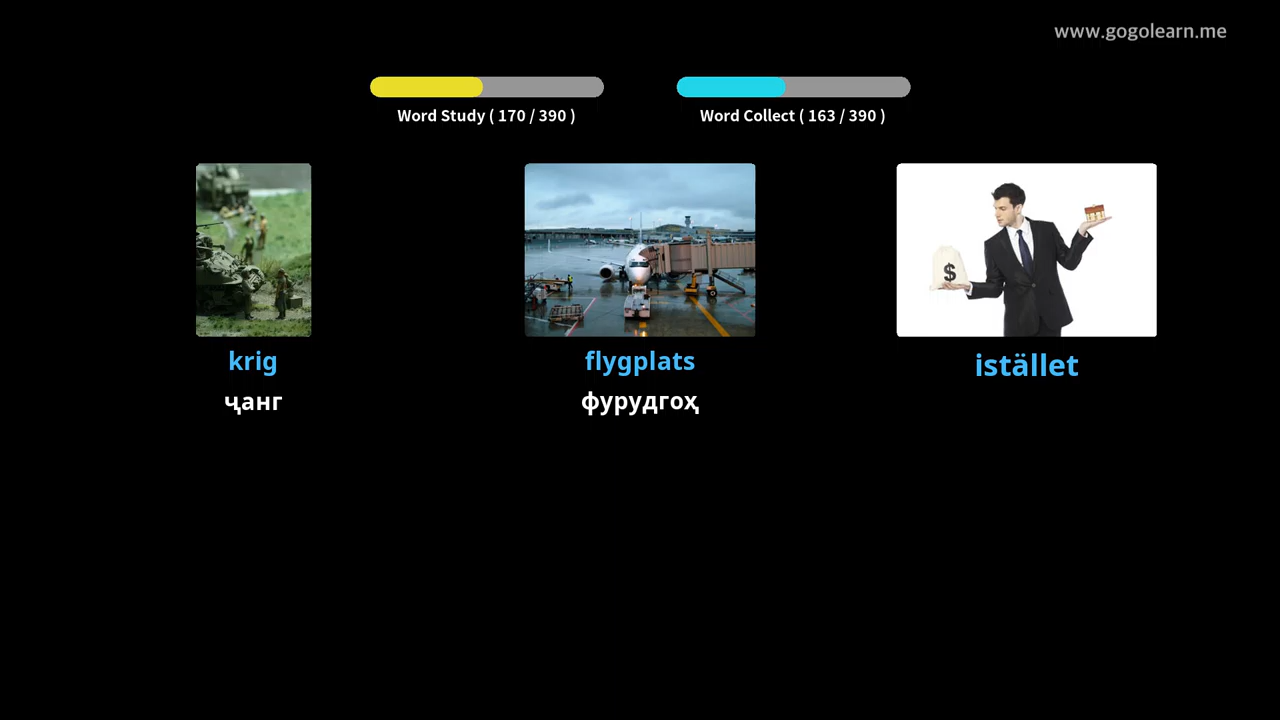 www.gogolearn.me
Word Study ( 170 / 390 )
Word Collect ( 163 / 390 )
krig
flygplats
istället
ҷанг
фурудгоҳ
$